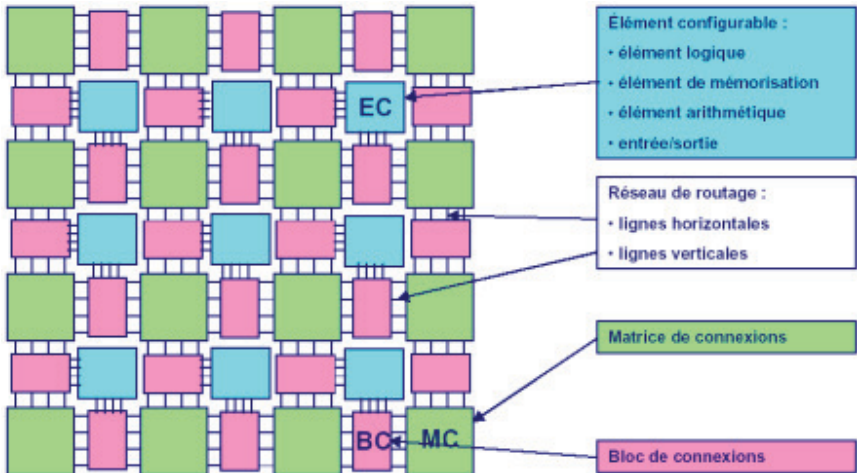 Élément configurable :
• élément logique
• élément de mémorisation
• élément arithmétique
• entrée/sortie
EC
Réseau de routage :
• lignes horizontales
• lignes verticales
Matrice de connexions
BC
MC
Bloc de connexions